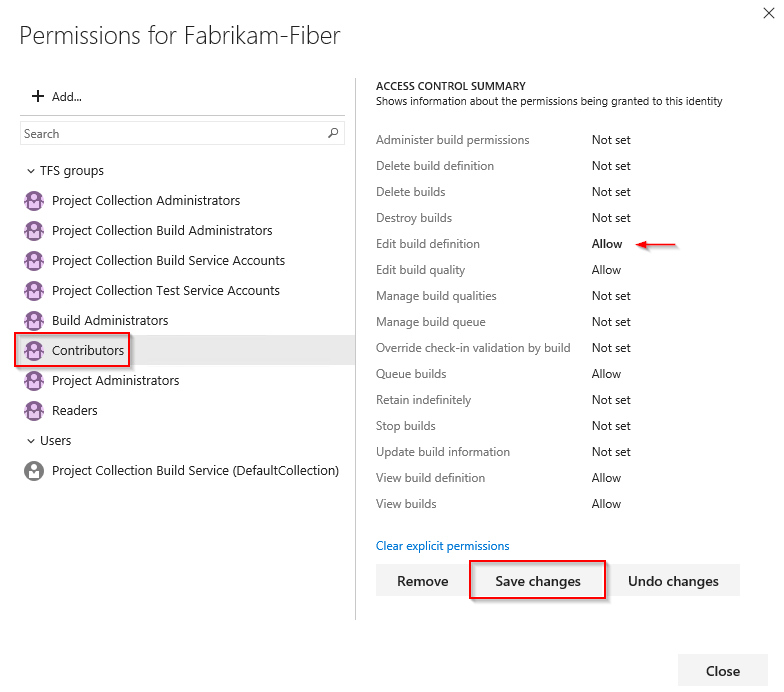 Permissions for Fabrikam-Fiber
Add...
Search
TFS groups
Project Collection Administrators
Project Collection Build Administrators
Project Collection Build Service Accounts
Project Collection Test Service Accounts
Build Administrators
Contributors
Project Administrators
Readers
Users
Project Collection Build Service (DefaultCollection)
ACCESS CONTROL SUMMARY
Shows information about the permissions being granted to this identity
Administer build permissions Not set
Delete build definition Not set
Delete builds Not set
Destroy builds Not set
Edit build definition Allow
Edit build quality Allow
Manage build qualities Not set
Manage build queue Not set
Override check-in validation by build Not set
Queue builds Allow
Retain indefinitely Not set
Stop builds Not set
Update build information Not set
View build definition Allow
View builds Allow
Clear explicit permissions
Remove Save changes Undo changes
Close